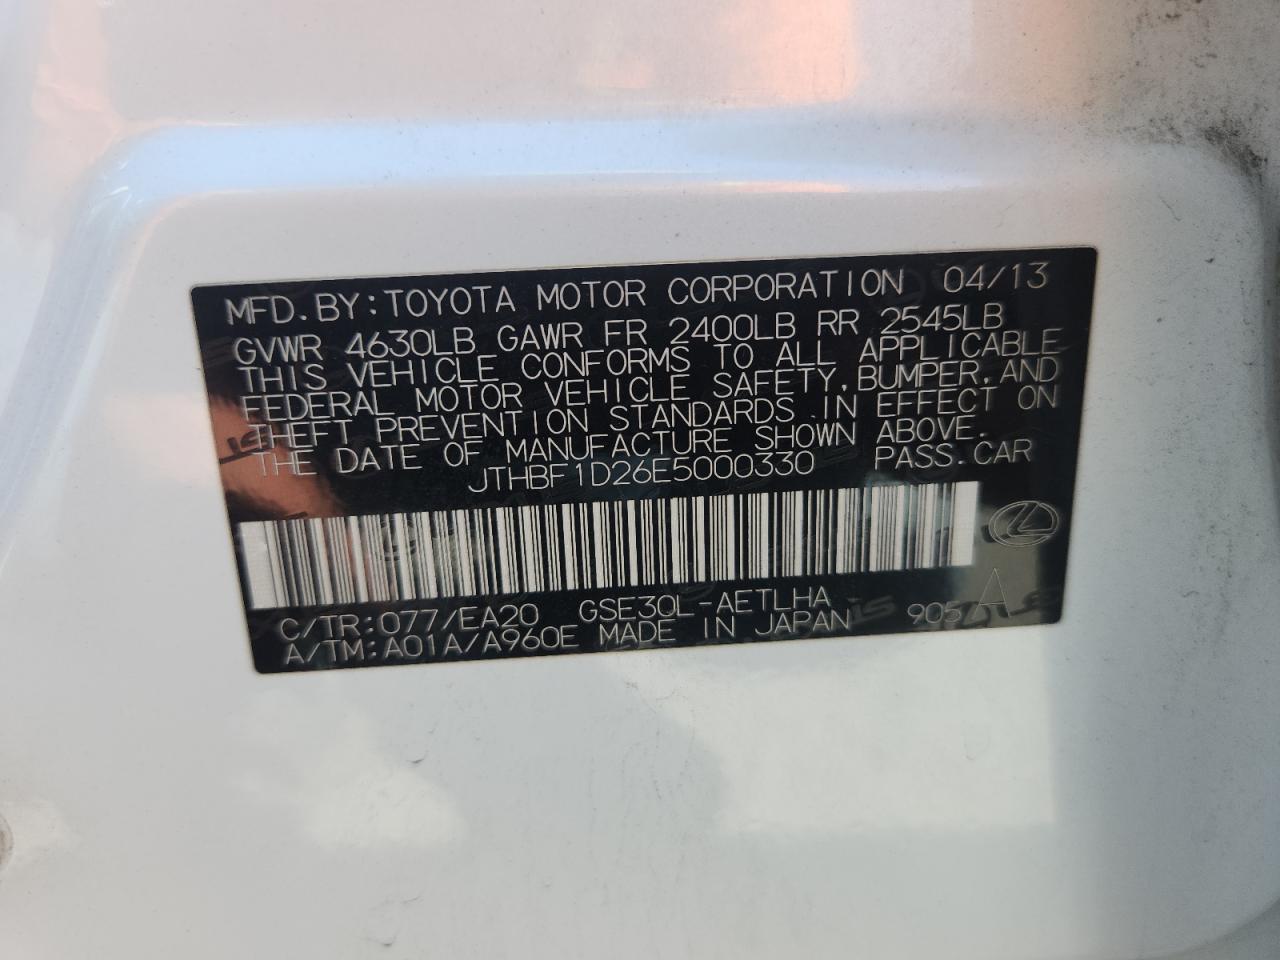 MFD. BY: TOYOTA MOTOR CORPORATION 04/13
GVWR 4630LB GAWR FR 2400LB RR 2545LB
THIS VEHICLE CONFORMS TO ALL APPLICABLE
FEDERAL MOTOR VEHICLE SAFETY, BUMPER, AND
THEFT PREVENTION STANDARDS IN EFFECT ON
THE DATE OF MANUFACTURE SHOWN ABOVE.
JTHBF1D26E5000330 PASS. CAR
C/TR: 077/EA20 GSE30L-AETLHA
A/TM: A01A/A960E MADE IN JAPAN 905 A